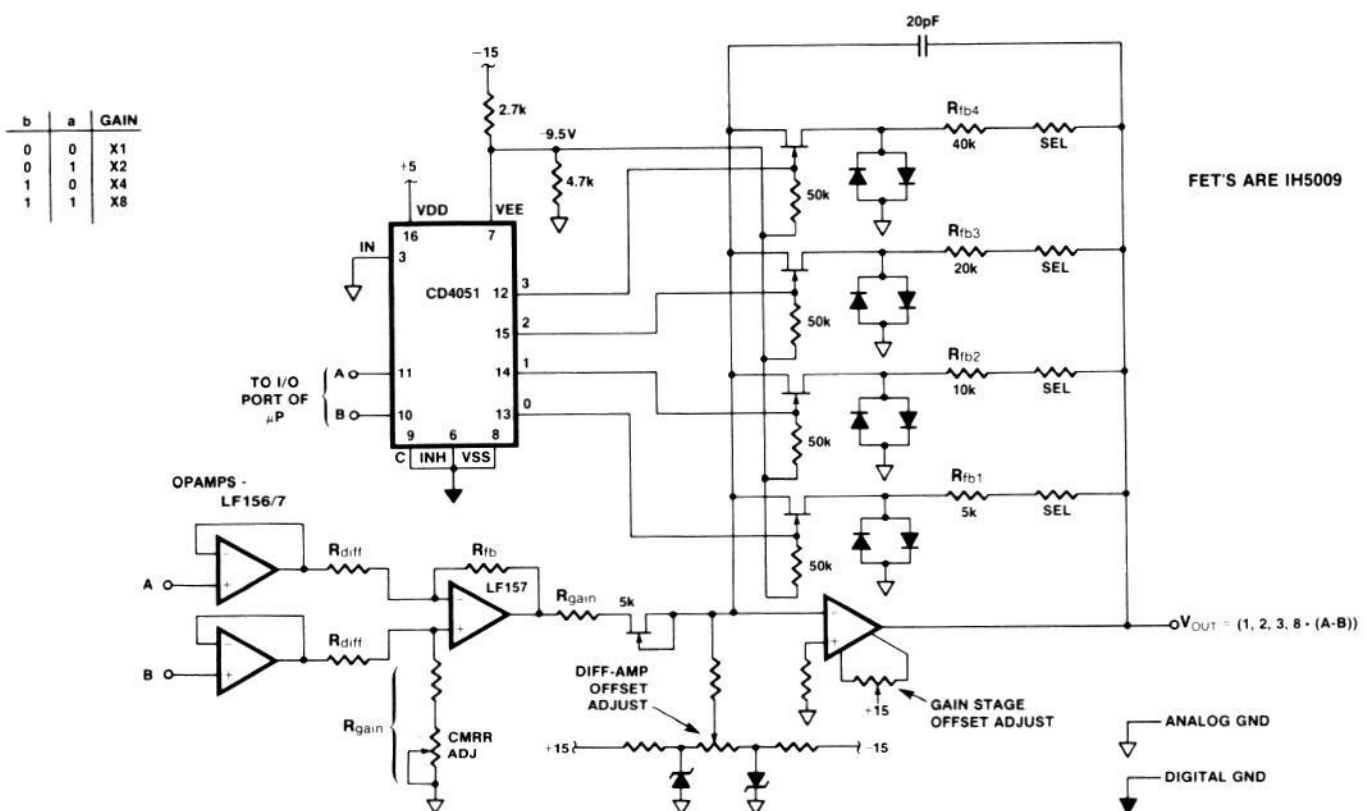 20pF
−15
2.7k
−9.5V
4.7k
b a GAIN
0 0 X1
0 1 X2
1 0 X4
1 1 X8
+5
VDD
VEE
16
7
IN
3
CD4051
12
3
15
2
14
1
13
0
TO I/O
PORT OF
μP
A
11
B
10
9
6
8
C
INH
VSS
Rfb4
40k
SEL
50k
Rfb3
20k
SEL
50k
Rfb2
10k
SEL
50k
Rfb1
5k
SEL
50k
FET'S ARE IH5009
OPAMPS -
LF156/7
A
−
+
Rdiff
B
−
+
Rdiff
Rfb
−
+
LF157
Rgain
5k
Rgain
CMRR
ADJ
DIFF-AMP
OFFSET
ADJUST
+15
−15
−
+
+15
GAIN STAGE
OFFSET ADJUST
VOUT = (1, 2, 3, 8 · (A-B))
ANALOG GND
DIGITAL GND